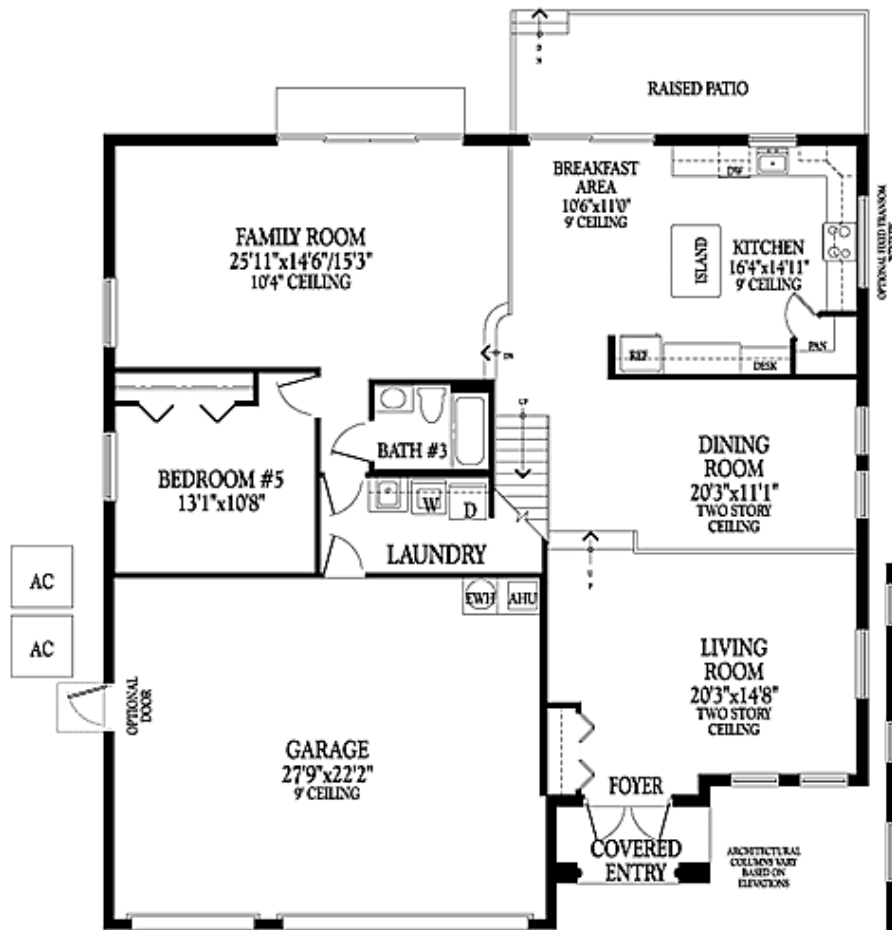 RAISED PATIO
BREAKFAST
AREA
10'6"x11'0"
9' CEILING
DW
FAMILY ROOM
25'11"x14'6"/15'3"
10'4" CEILING
ISLAND
KITCHEN
16'4"x14'11"
9' CEILING
OPTIONAL FIXED TRANSOM
REF
DESK
PAN
UP
BATH #3
BEDROOM #5
13'1"x10'8"
DINING
ROOM
20'3"x11'1"
TWO STORY
CEILING
W
D
LAUNDRY
AC
AC
EWH
AHU
UP
OPTIONAL
DOOR
LIVING
ROOM
20'3"x14'8"
TWO STORY
CEILING
GARAGE
27'9"x22'2"
9' CEILING
FOYER
COVERED
ENTRY
ARCHITECTURAL
COLUMNS VARY
BASED ON
ELEVATIONS